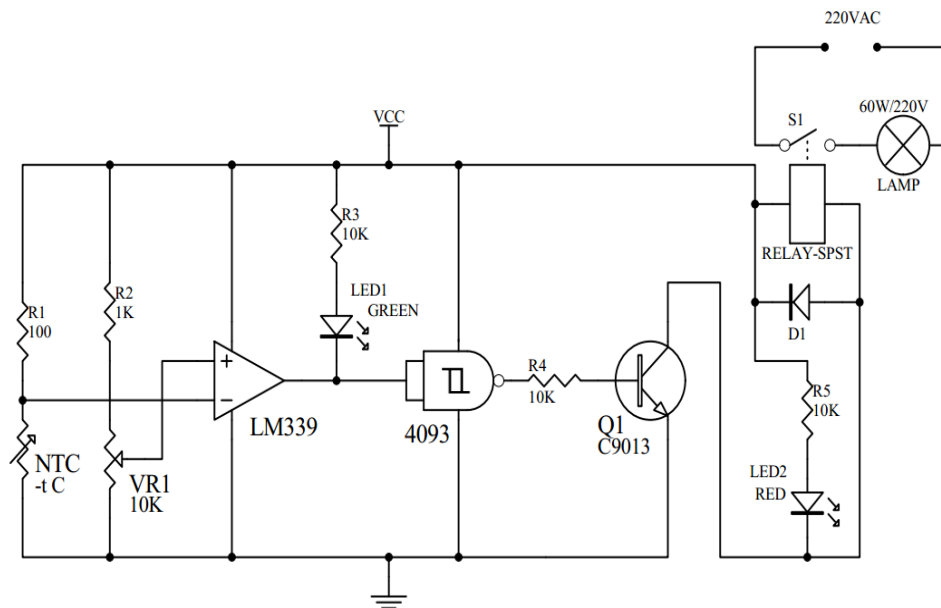 220VAC
60W/220V
S1
VCC
LAMP
R3
10K
RELAY-SPST
R2
1K
LED1
GREEN
R1
100
+
D1
R4
10K
R5
10K
−
LM339
4093
Q1
C9013
NTC
-t C
VR1
10K
LED2
RED